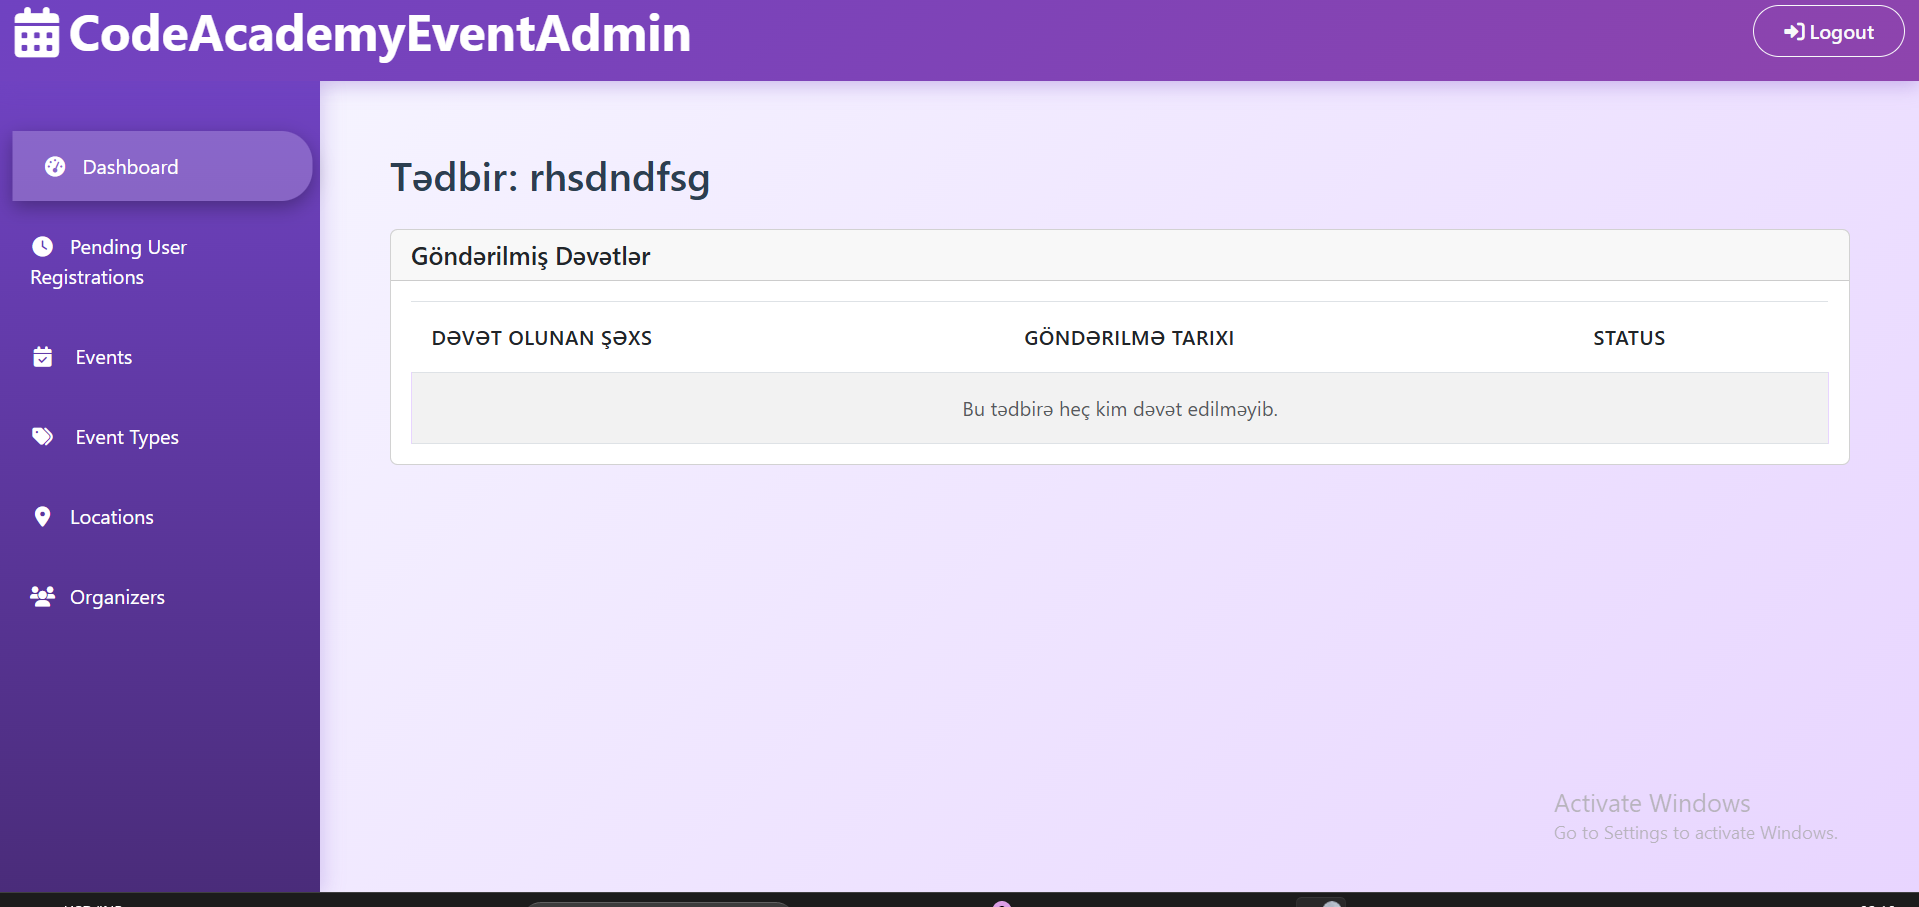 CodeAcademyEventAdmin
Logout
Dashboard
Pending User
Registrations
Events
Event Types
Locations
Organizers
Tədbir: rhsdndfsg
Göndərilmiş Dəvətlər
DƏVƏT OLUNAN ŞƏXS GÖNDƏRILMƏ TARIXI STATUS
Bu tədbirə heç kim dəvət edilməyib.
Activate Windows
Go to Settings to activate Windows.